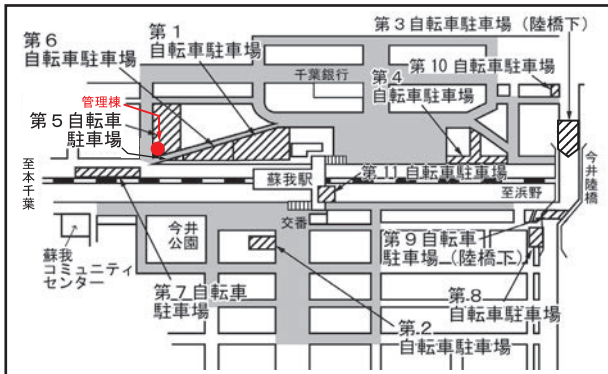 第３自転車駐車場（陸橋下）
第１
自転車駐車場
第６
自転車駐車場
第10 自転車駐車場
千葉銀行
第４
自転車駐車場
管理棟
第５自転車
駐車場
至本千葉
蘇我駅
第11 自転車駐車場
至浜野
今井陸橋
交番
今井
公園
蘇我
コミュニティ
センター
第９自転車
駐車場（陸橋下）
第７自転車
駐車場
第８
自転車駐車場
第２
自転車駐車場